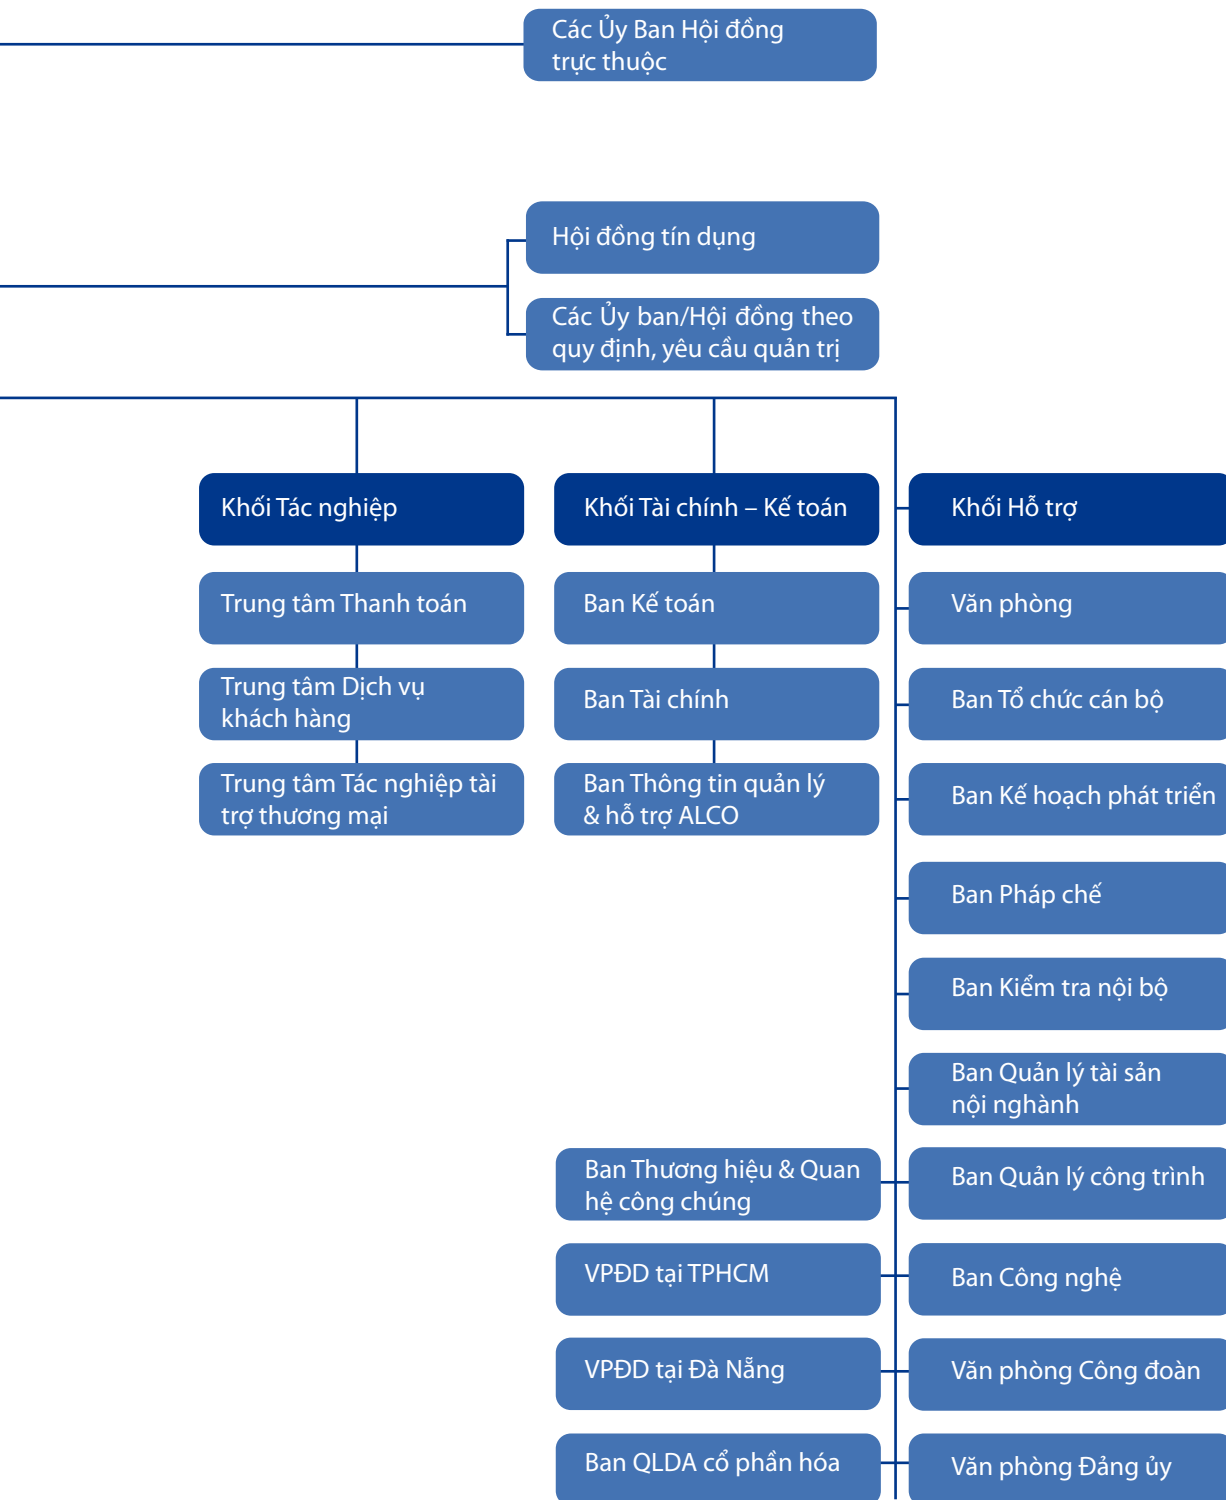 Các Ủy Ban Hội đồng
trực thuộc
Hội đồng tín dụng
Các Ủy ban/Hội đồng theo
quy định, yêu cầu quản trị
Khối Tác nghiệp
Trung tâm Thanh toán
Trung tâm Dịch vụ
khách hàng
Trung tâm Tác nghiệp tài
trợ thương mại
Khối Tài chính – Kế toán
Ban Kế toán
Ban Tài chính
Ban Thông tin quản lý
& hỗ trợ ALCO
Khối Hỗ trợ
Văn phòng
Ban Tổ chức cán bộ
Ban Kế hoạch phát triển
Ban Pháp chế
Ban Kiểm tra nội bộ
Ban Quản lý tài sản
nội nghành
Ban Quản lý công trình
Ban Công nghệ
Văn phòng Công đoàn
Văn phòng Đảng ủy
Ban Thương hiệu & Quan
hệ công chúng
VPĐD tại TPHCM
VPĐD tại Đà Nẵng
Ban QLDA cổ phần hóa